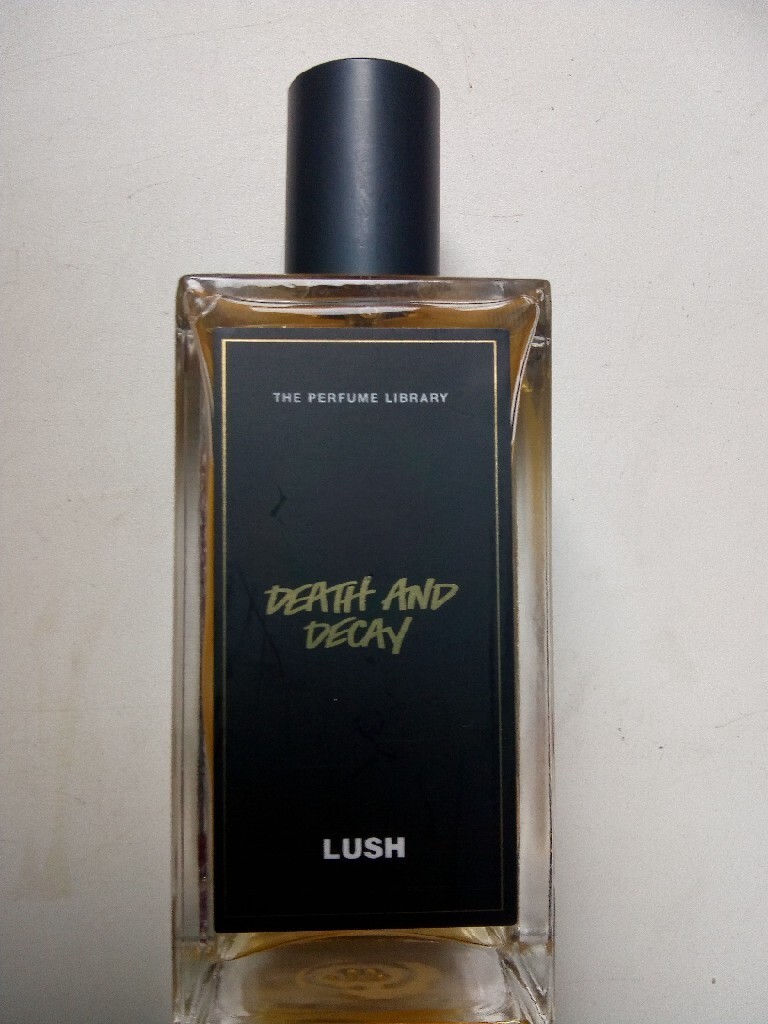 THE PERFUME LIBRARY
DEATH AND
DECAY
LUSH